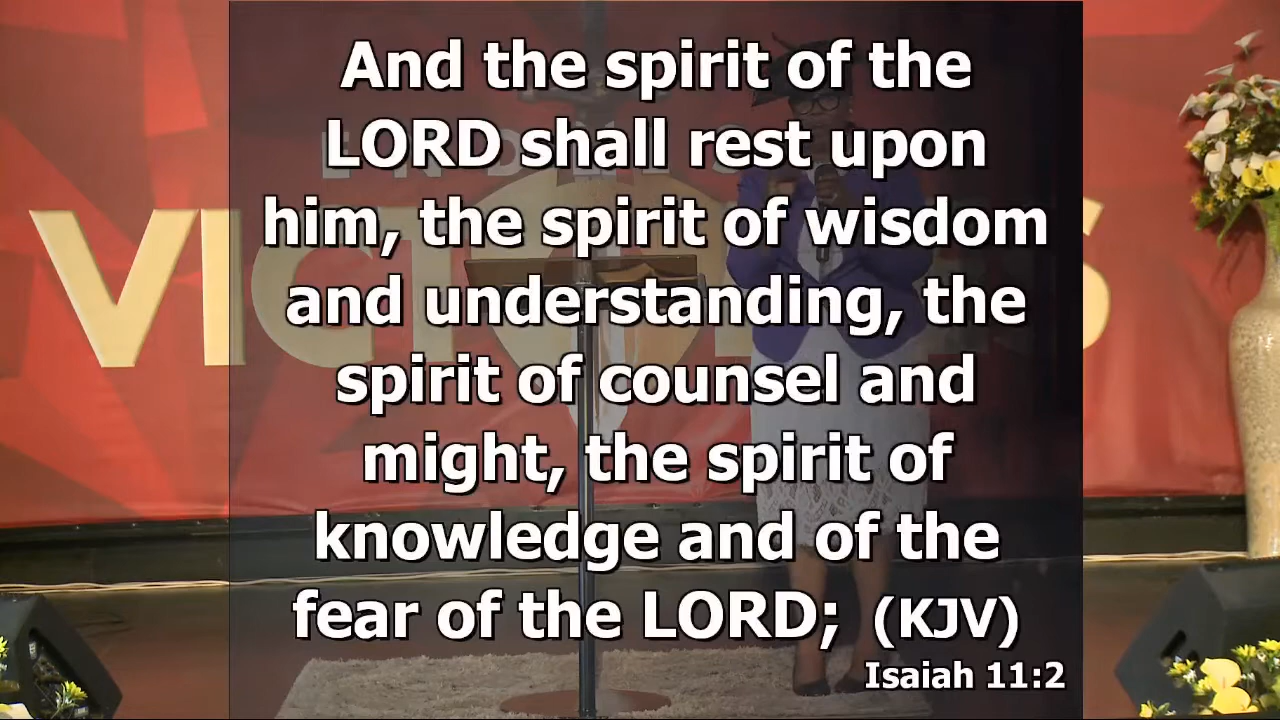 And the spirit of the
LORD shall rest upon
him, the spirit of wisdom
and understanding, the
spirit of counsel and
might, the spirit of
knowledge and of the
fear of the LORD; (KJV)
Isaiah 11:2